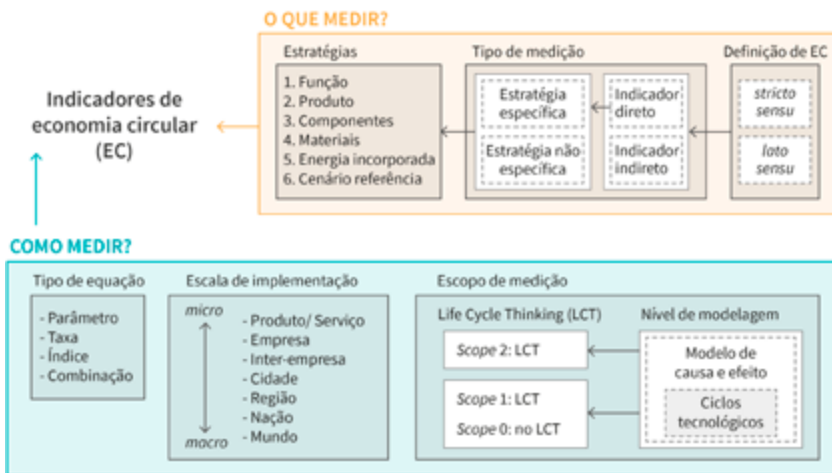 O QUE MEDIR?
Estratégias
1. Função
2. Produto
3. Componentes
4. Materiais
5. Energia incorporada
6. Cenário referência
Tipo de medição
Estratégia
específica
Estratégia não
específica
Indicador
direto
Indicador
indireto
Definição de EC
stricto
sensu
lato
sensu
Indicadores de
economia circular
(EC)
COMO MEDIR?
Tipo de equação
- Parâmetro
- Taxa
- Índice
- Combinação
Escala de implementação
micro
macro
- Produto/ Serviço
- Empresa
- Inter-empresa
- Cidade
- Região
- Nação
- Mundo
Escopo de medição
Life Cycle Thinking (LCT)
Scope 2: LCT
Scope 1: LCT
Scope 0: no LCT
Nível de modelagem
Modelo de
causa e efeito
Ciclos
tecnológicos